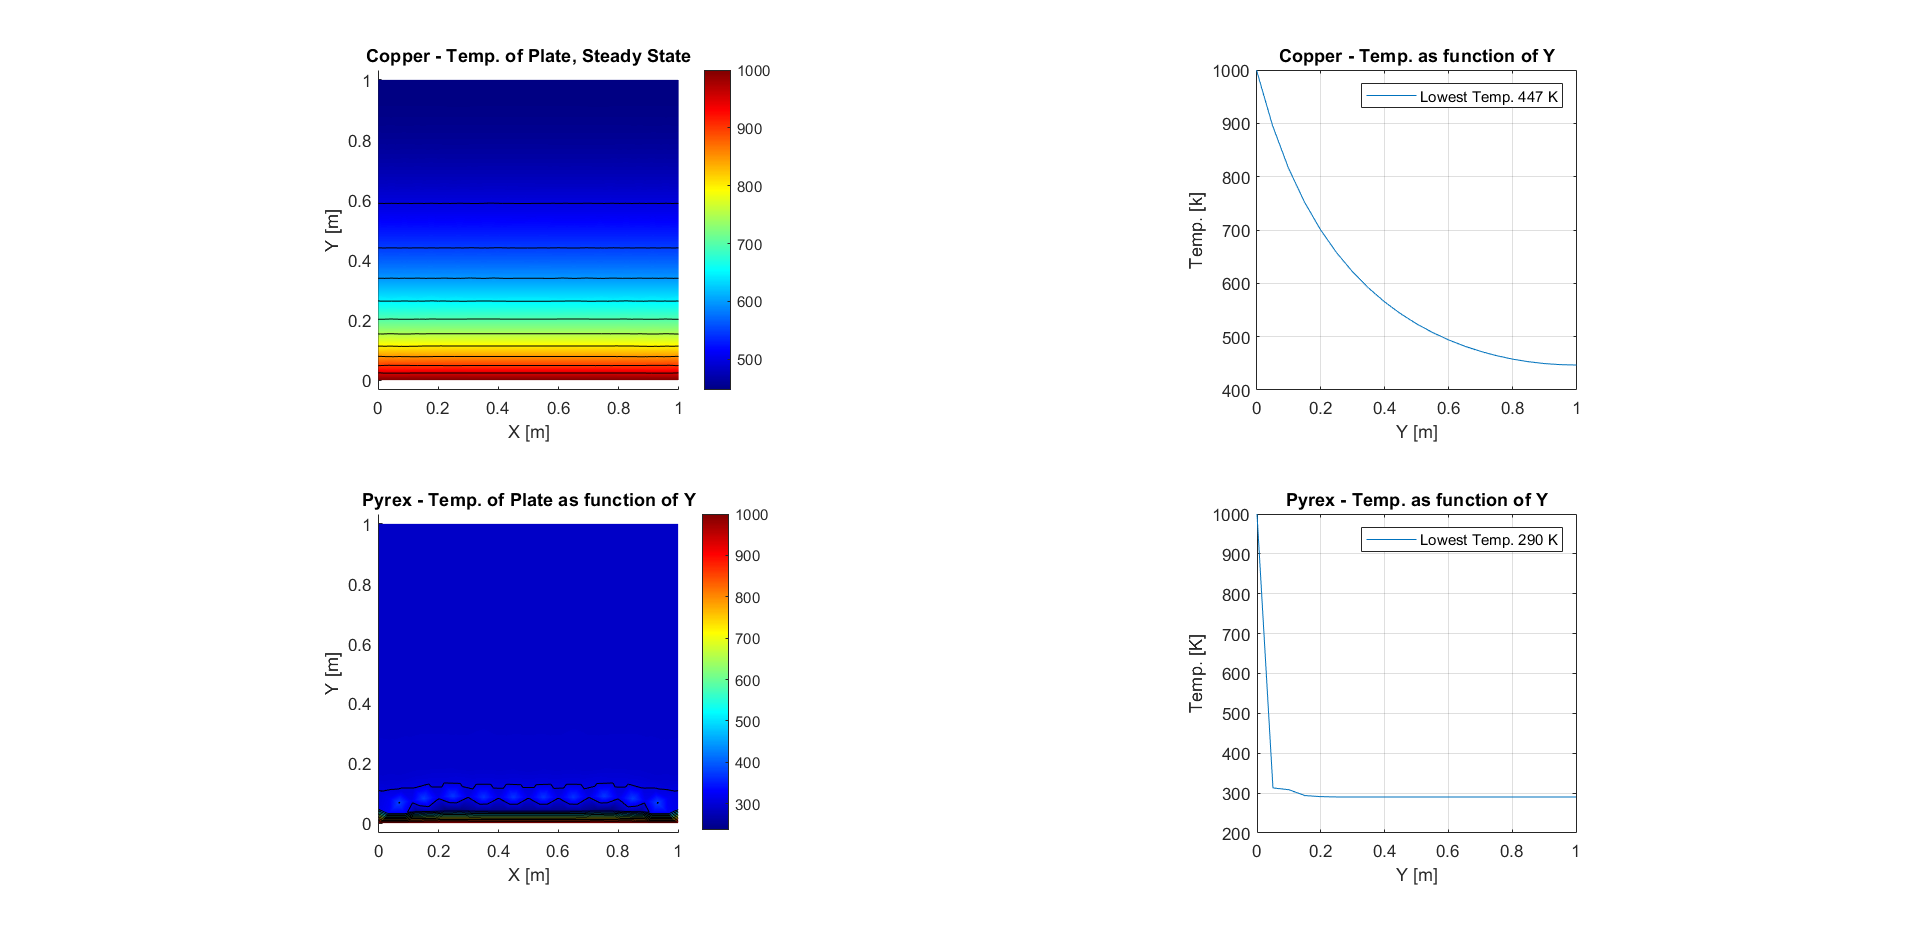 Copper - Temp. of Plate, Steady State
1
0.8
0.6
0.4
0.2
0
Y [m]
0 0.2 0.4 0.6 0.8 1
X [m]
1000
900
800
700
600
500
Copper - Temp. as function of Y
Lowest Temp. 447 K
1000
900
800
700
600
500
400
Temp. [k]
0 0.2 0.4 0.6 0.8 1
Y [m]
Pyrex - Temp. of Plate as function of Y
1
0.8
0.6
0.4
0.2
0
Y [m]
0 0.2 0.4 0.6 0.8 1
X [m]
1000
900
800
700
600
500
400
300
Pyrex - Temp. as function of Y
Lowest Temp. 290 K
1000
900
800
700
600
500
400
300
200
Temp. [K]
0 0.2 0.4 0.6 0.8 1
Y [m]